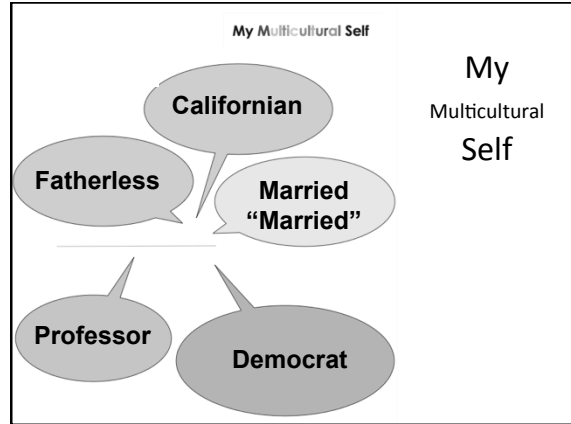 My Multicultural Self
My
Multicultural
Self
Californian
Fatherless
Married
“Married”
Professor
Democrat